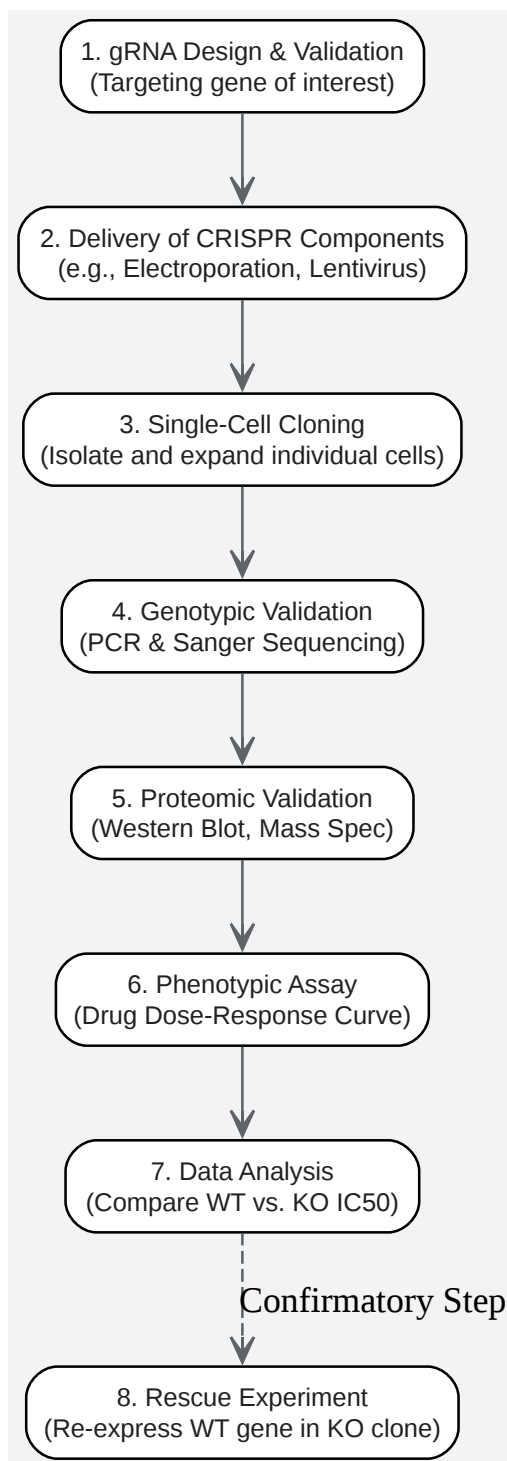 1. gRNA Design & Validation
(Targeting gene of interest)
2. Delivery of CRISPR Components
(e.g., Electroporation, Lentivirus)
3. Single-Cell Cloning
(Isolate and expand individual cells)
4. Genotypic Validation
(PCR & Sanger Sequencing)
5. Proteomic Validation
(Western Blot, Mass Spec)
6. Phenotypic Assay
(Drug Dose-Response Curve)
7. Data Analysis
(Compare WT vs. KO IC50)
Confirmatory Step
8. Rescue Experiment
(Re-express WT gene in KO clone)